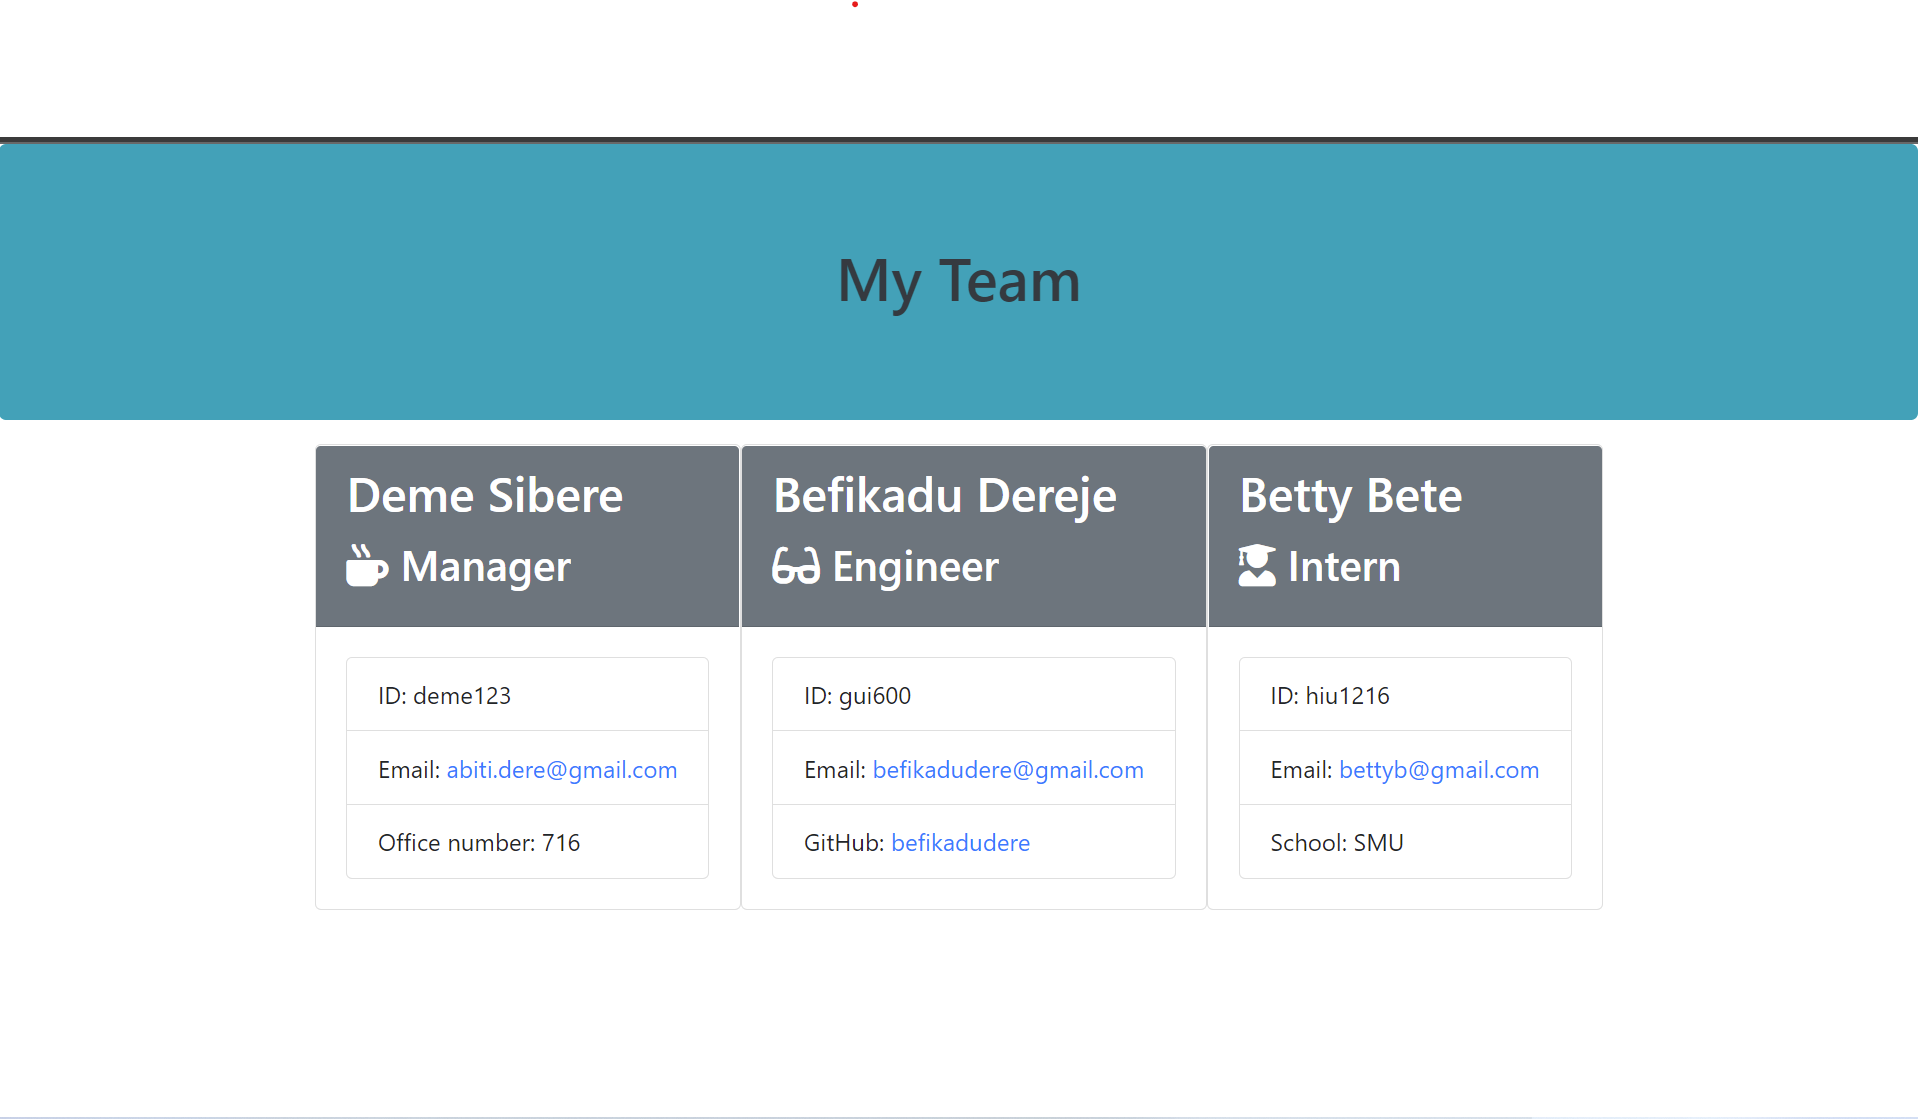 My Team
Deme Sibere
Manager
ID: deme123
Email: abiti.dere@gmail.com
Office number: 716
Befikadu Dereje
Engineer
ID: gui600
Email: befikadudere@gmail.com
GitHub: befikadudere
Betty Bete
Intern
ID: hiu1216
Email: bettyb@gmail.com
School: SMU